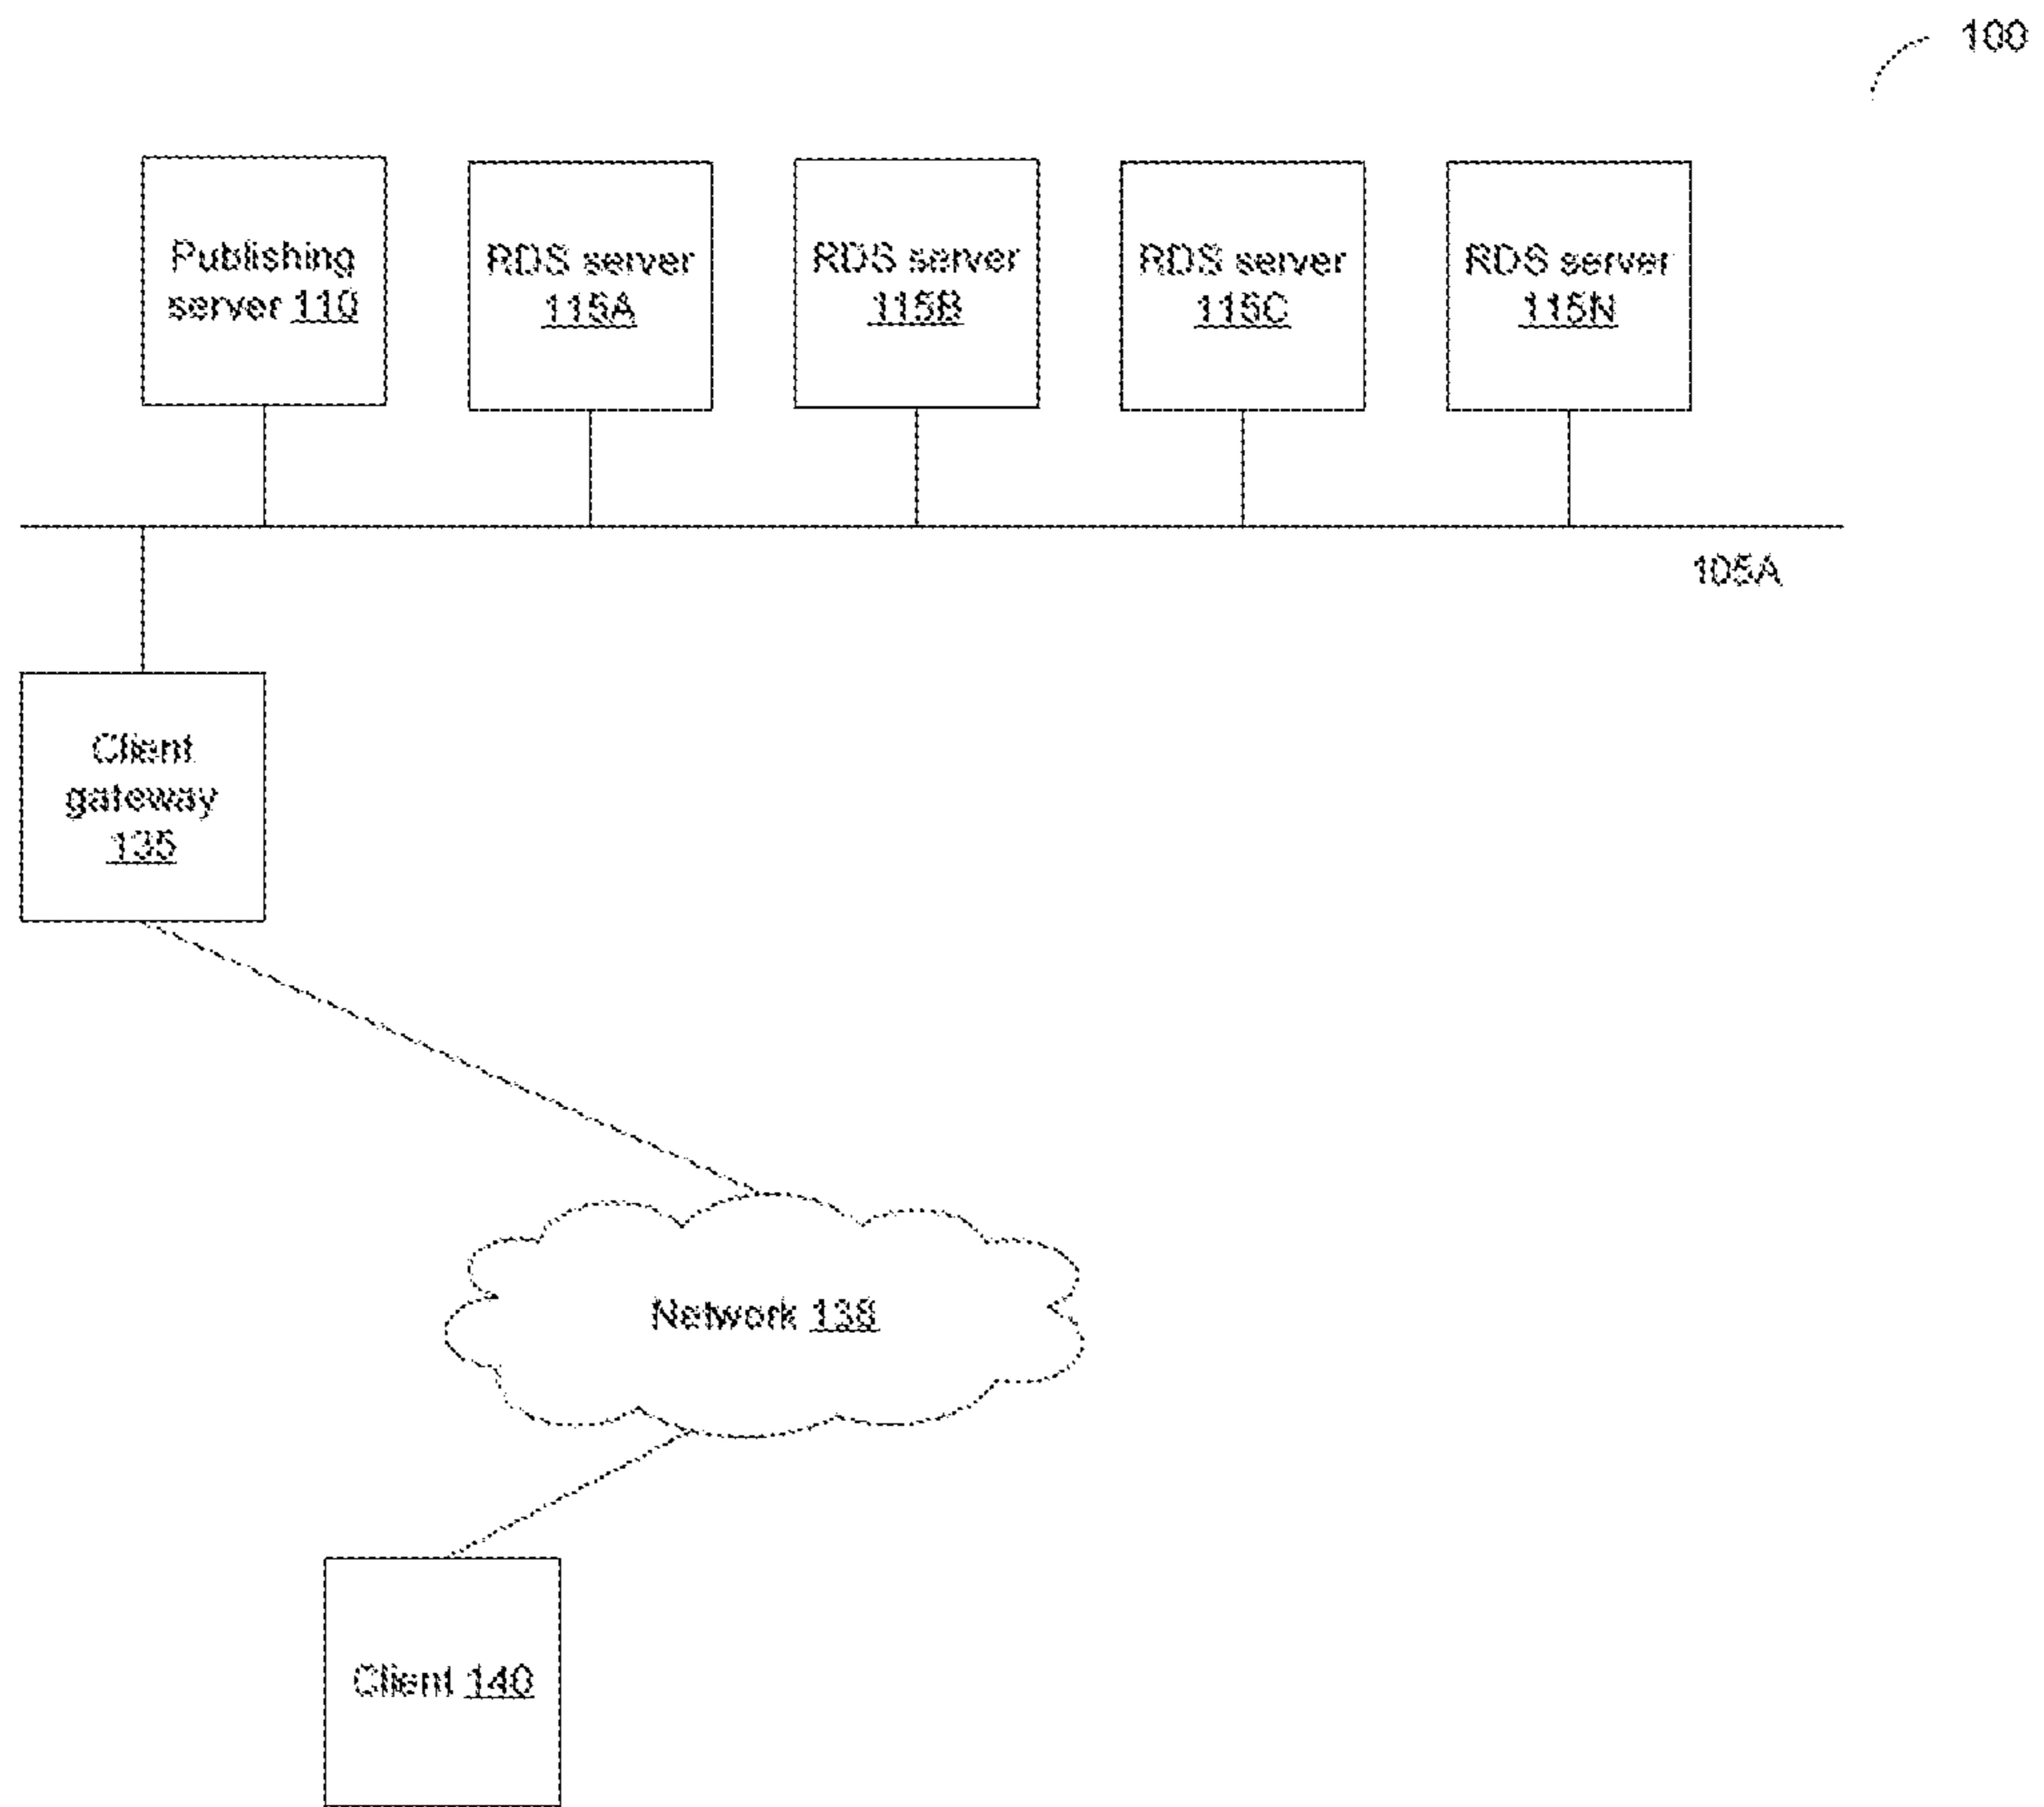 100
Publishing
server 110
RDS server
115A
RDS server
115B
RDS server
115C
RDS server
115N
105A
Client
gateway
135
Network 138
Client 140